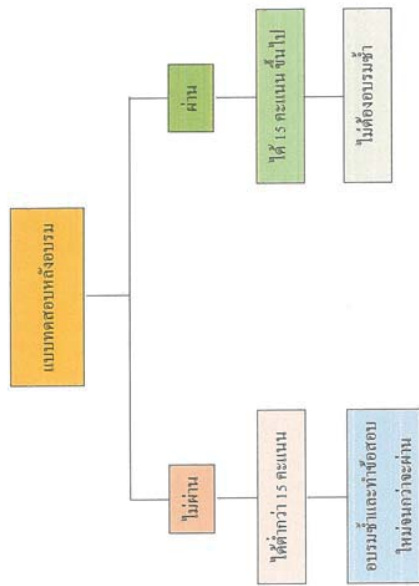 แบบทดสอบหลังอบรม
ไม่ผ่าน
ผ่าน
ได้ต่ำกว่า 15 คะแนน
ได้ 15 คะแนน ขึ้นไป
อบรมซ้ำและทำข้อสอบ
ใหม่จนกว่าจะผ่าน
ไม่ต้องอบรมซ้ำ